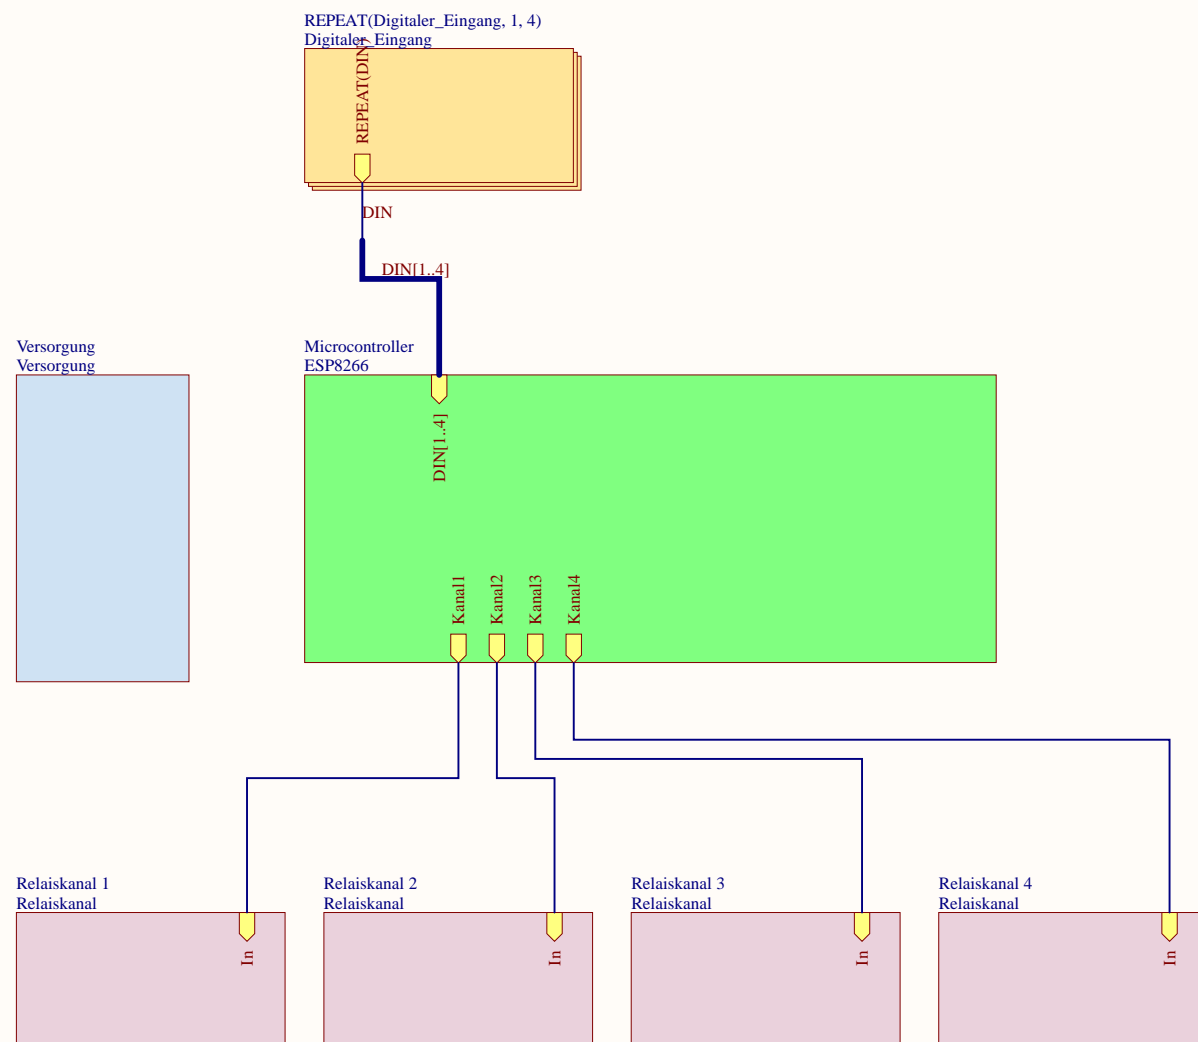 REPEAT(Digitaler_Eingang, 1, 4)
Digitaler_Eingang
REPEAT(DIN)
DIN
DIN[1..4]
Versorgung
Versorgung
Microcontroller
ESP8266
DIN[1..4]
Kanal1
Kanal2
Kanal3
Kanal4
Relaiskanal 1
Relaiskanal
In
Relaiskanal 2
Relaiskanal
In
Relaiskanal 3
Relaiskanal
In
Relaiskanal 4
Relaiskanal
In